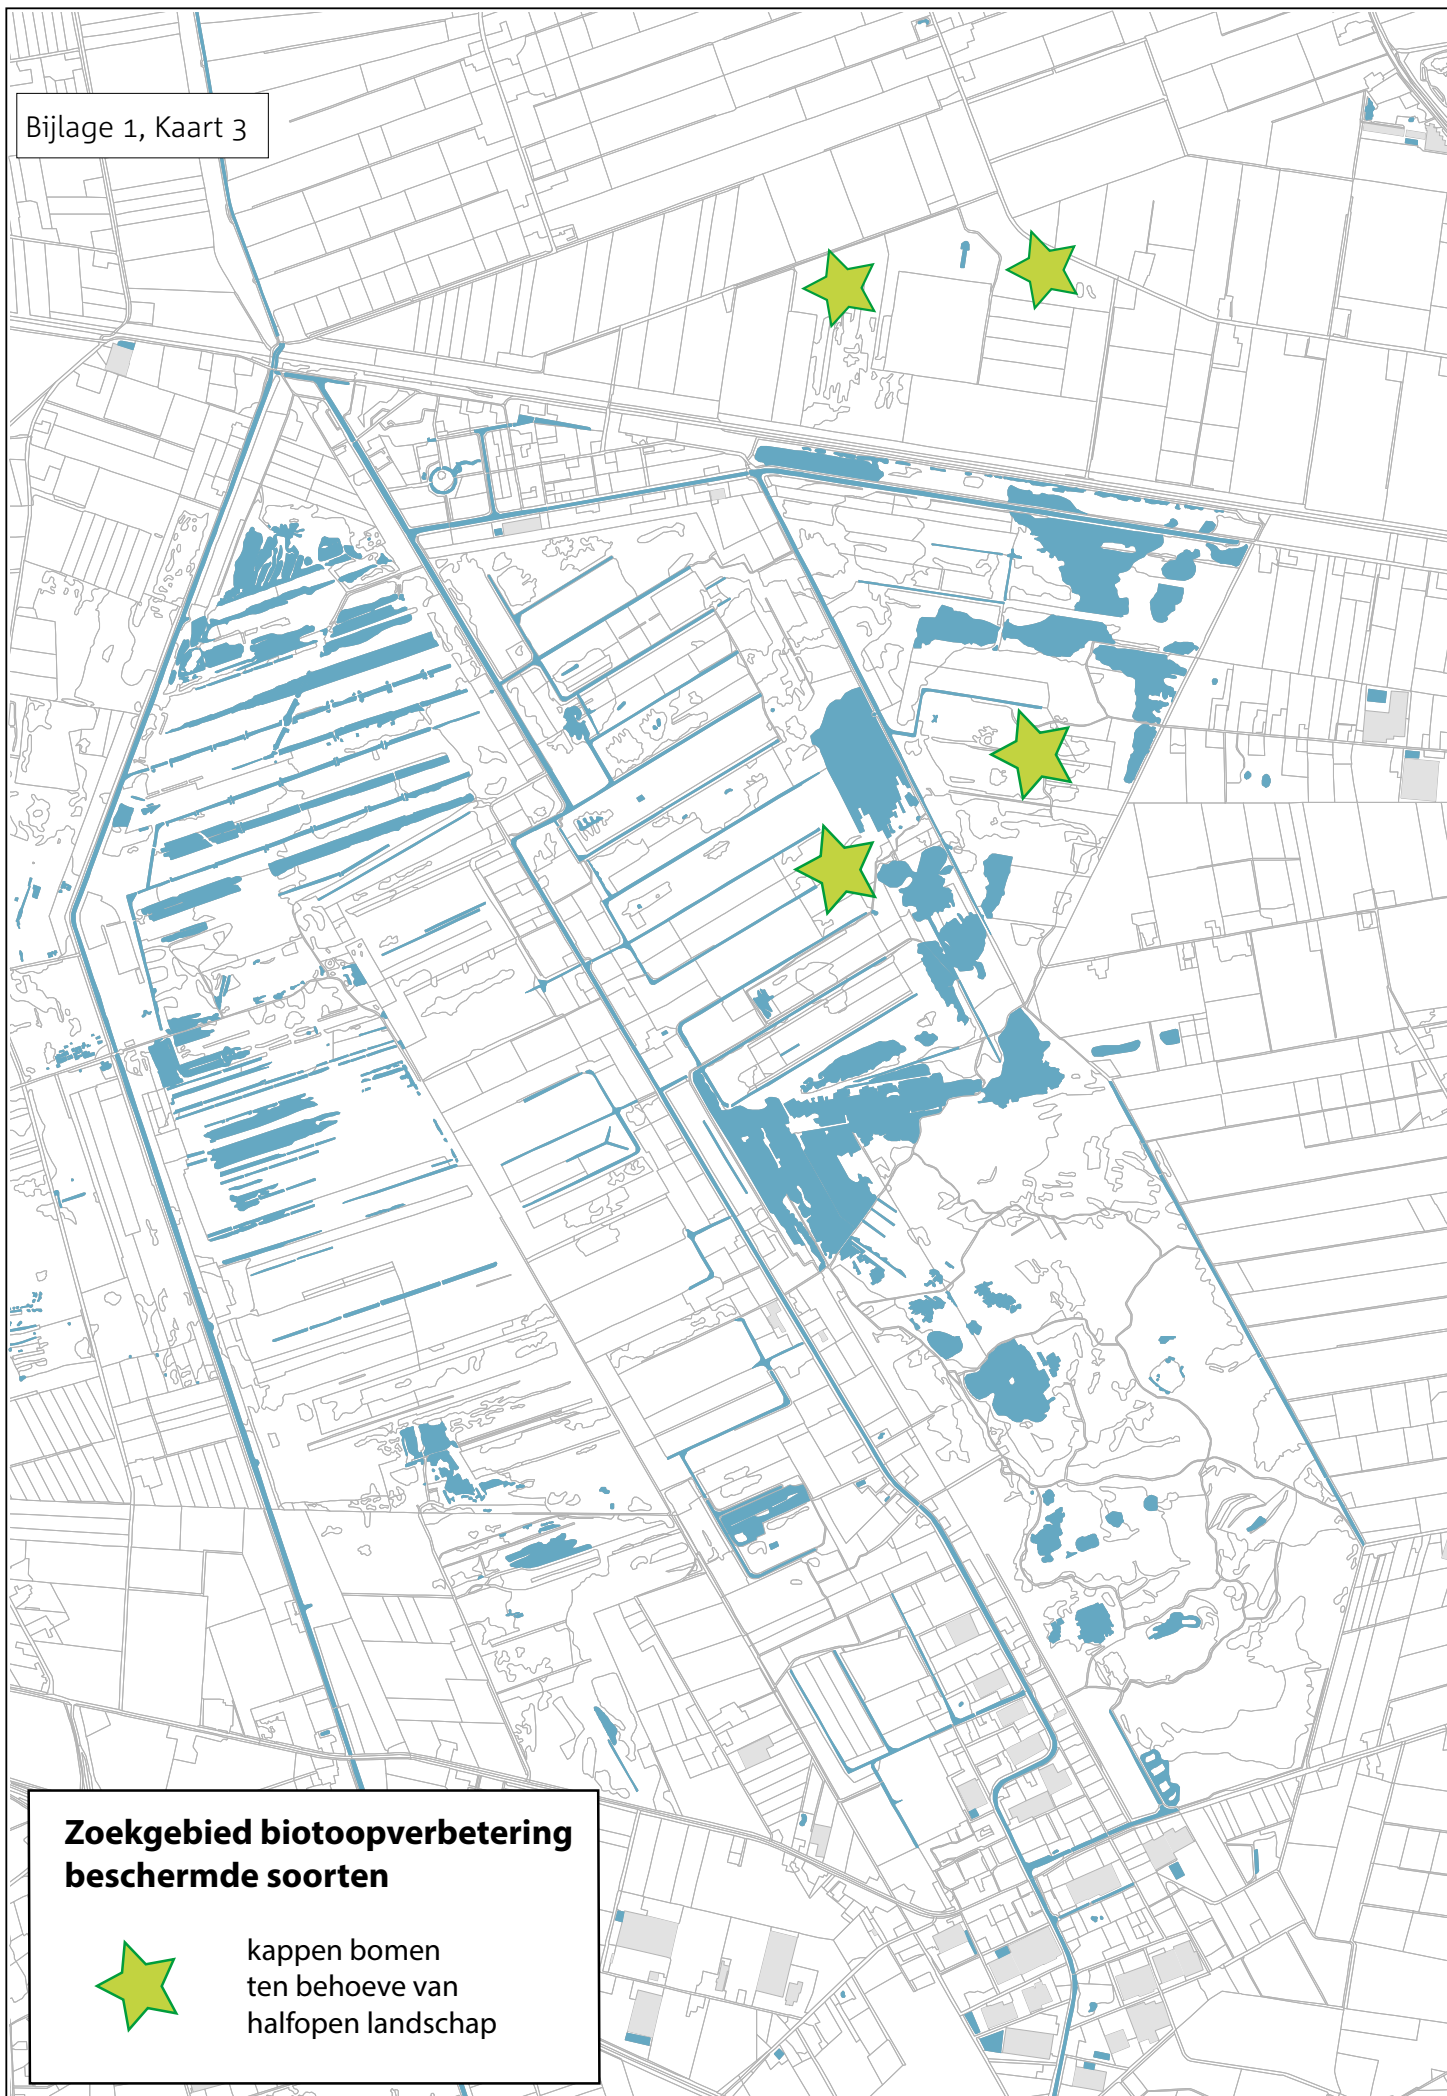 Bijlage 1, Kaart 3
Zoekgebied biotoopverbetering
beschermde soorten
kappen bomen
ten behoeve van
halfopen landschap